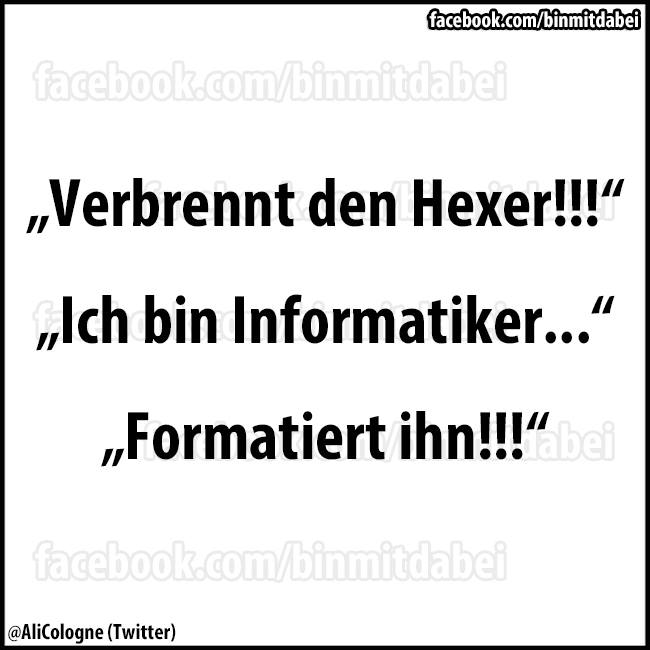 facebook.com/binmitdabei
facebook.com/binmitdabei
„Verbrennt den Hexer!!!“
„Ich bin Informatiker...“
„Formatiert ihn!!!“
facebook.com/binmitdabei
@AliCologne (Twitter)